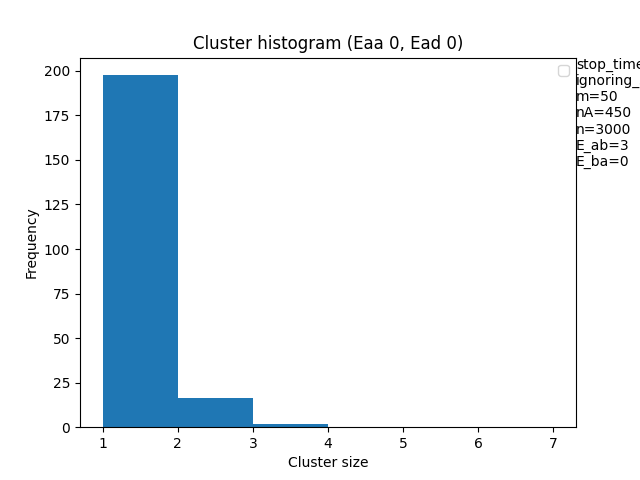 Cluster histogram (Eaa 0, Ead 0)
200
175
150
125
100
75
50
25
0
Frequency
1 2 3 4 5 6 7
Cluster size
stop_time
ignoring_
m=50
nA=450
n=3000
E_ab=3
E_ba=0